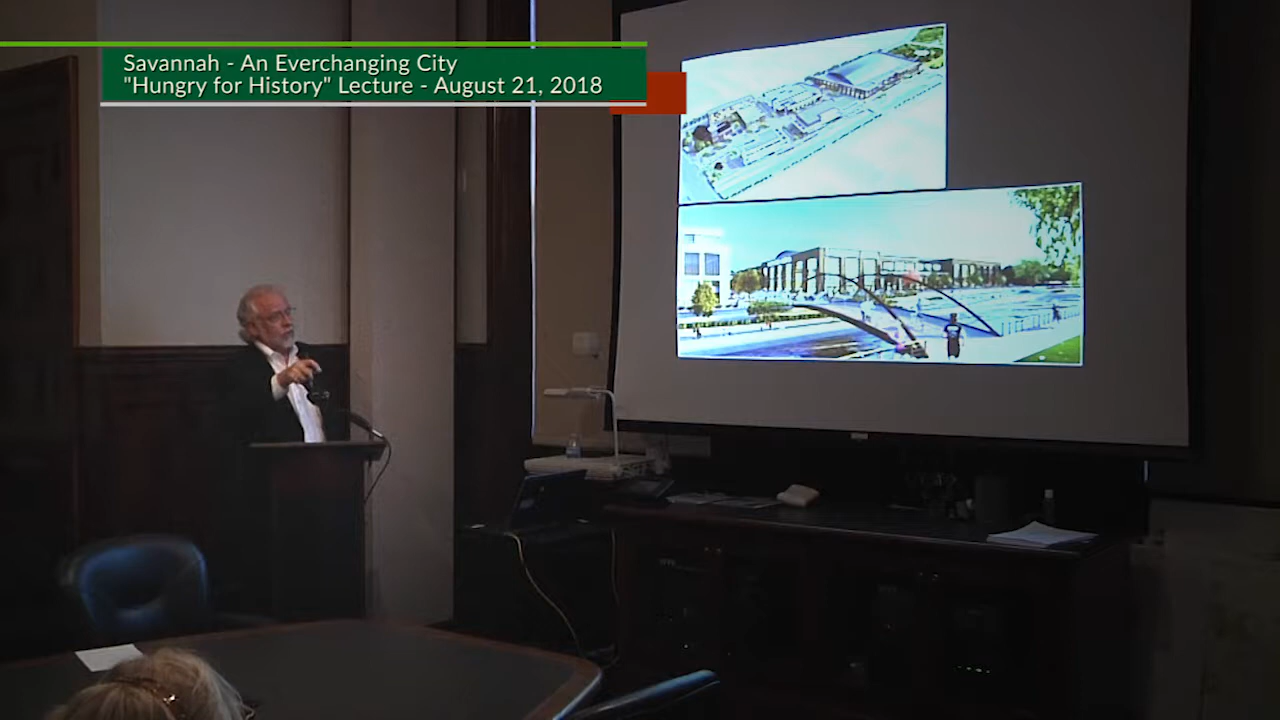 Savannah - An Everchanging City
"Hungry for History" Lecture - August 21, 2018